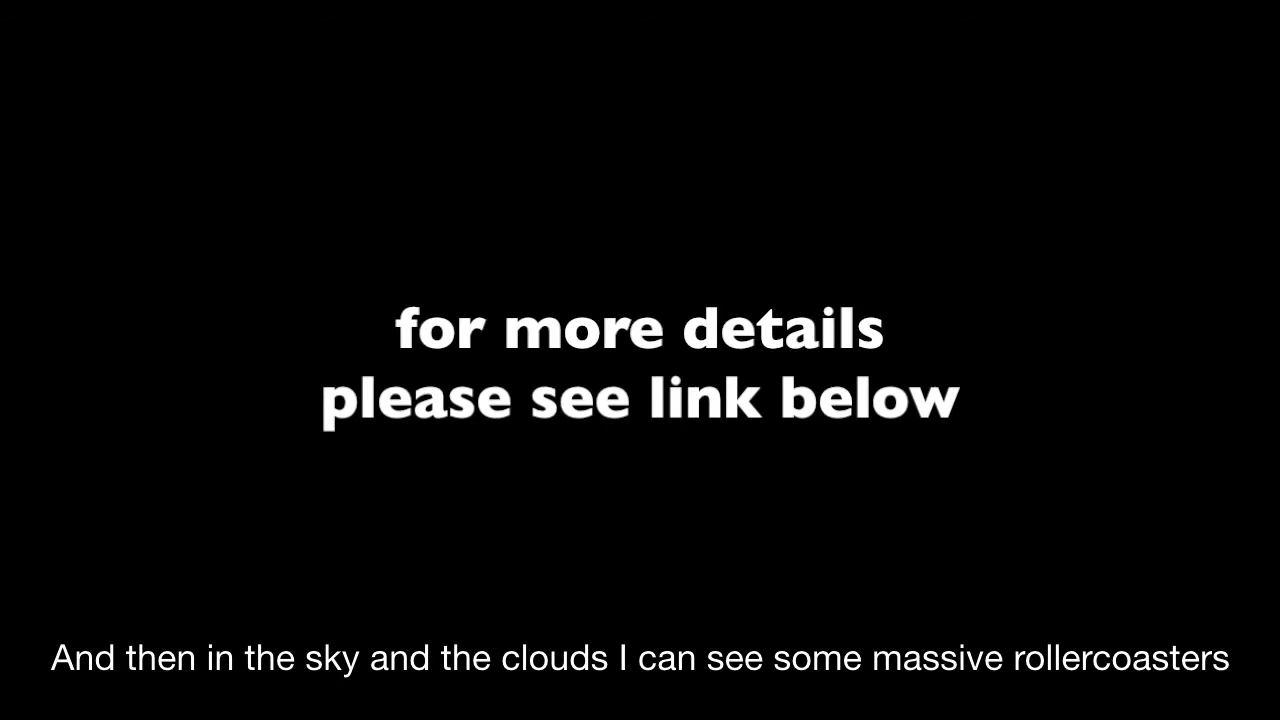 for more details
please see link below
And then in the sky and the clouds I can see some massive rollercoasters